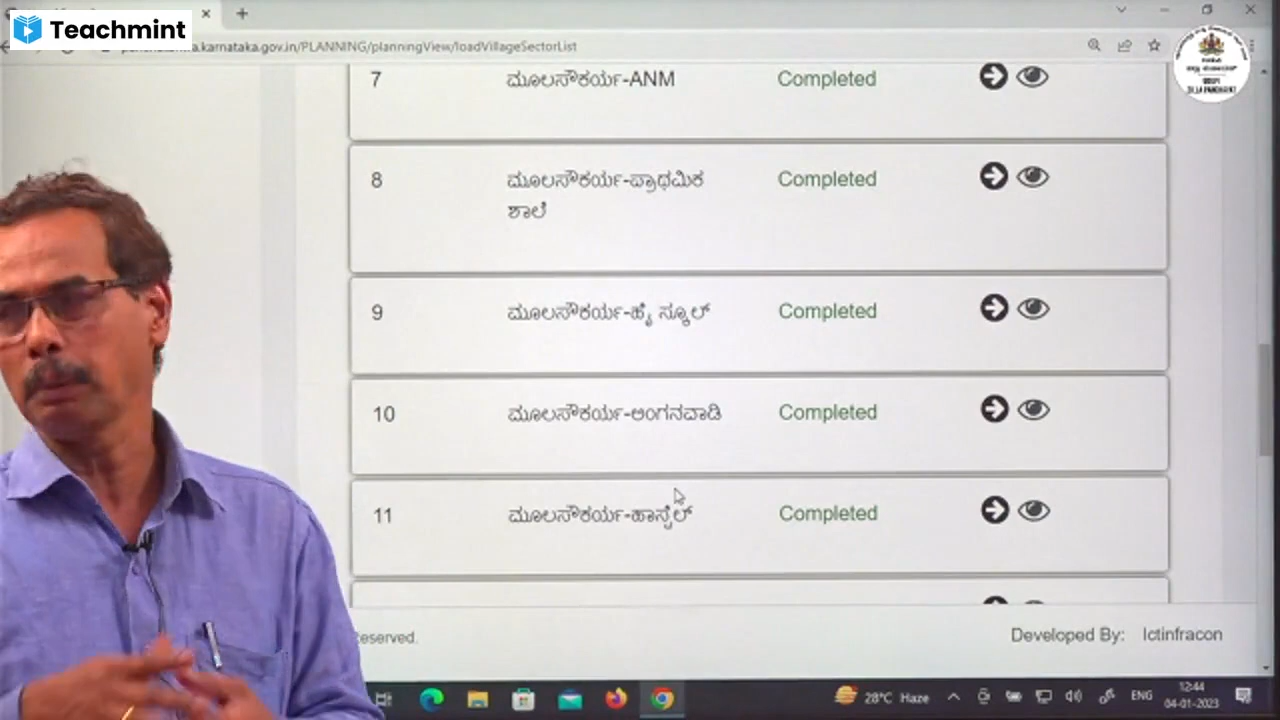 Teachmint
.karnataka.gov.in/PLANNING/planningView/loadVillageSectorList
7 ಮೂಲಸೌಕರ್ಯ-ANM Completed
8 ಮೂಲಸೌಕರ್ಯ-ಪ್ರಾಥಮಿಕ Completed
ಶಾಲೆ
9 ಮೂಲಸೌಕರ್ಯ-ಹೈ ಸ್ಕೂಲ್ Completed
10 ಮೂಲಸೌಕರ್ಯ-ಅಂಗನವಾಡಿ Completed
11 ಮೂಲಸೌಕರ್ಯ-ಹಾಸ್ಟೆಲ್ Completed
eserved. Developed By: Ictinfracon
28°C Haze ENG 12:44
04-01-2023